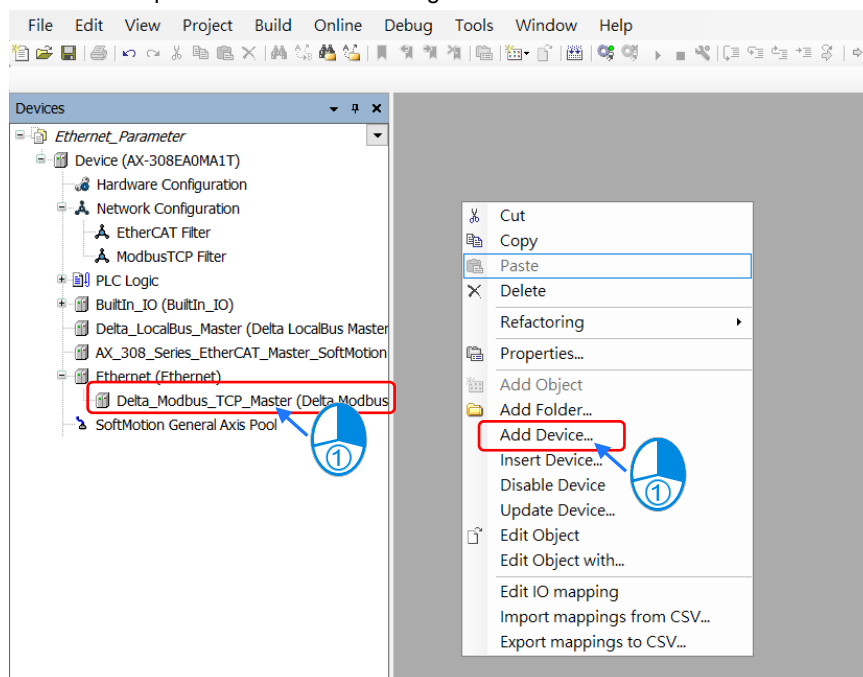 File Edit View Project Build Online Debug Tools Window Help
Devices
Ethernet_Parameter
Device (AX-308EA0MA1T)
Hardware Configuration
Network Configuration
EtherCAT Filter
ModbusTCP Filter
PLC Logic
BuiltIn_IO (BuiltIn_IO)
Delta_LocalBus_Master (Delta LocalBus Master
AX_308_Series_EtherCAT_Master_SoftMotion
Ethernet (Ethernet)
Delta_Modbus_TCP_Master (Delta Modbus
SoftMotion General Axis Pool
①
Cut
Copy
Paste
Delete
Refactoring
Properties...
Add Object
Add Folder...
Add Device...
Insert Device...
Disable Device
①
Update Device...
Edit Object
Edit Object with...
Edit IO mapping
Import mappings from CSV...
Export mappings to CSV...